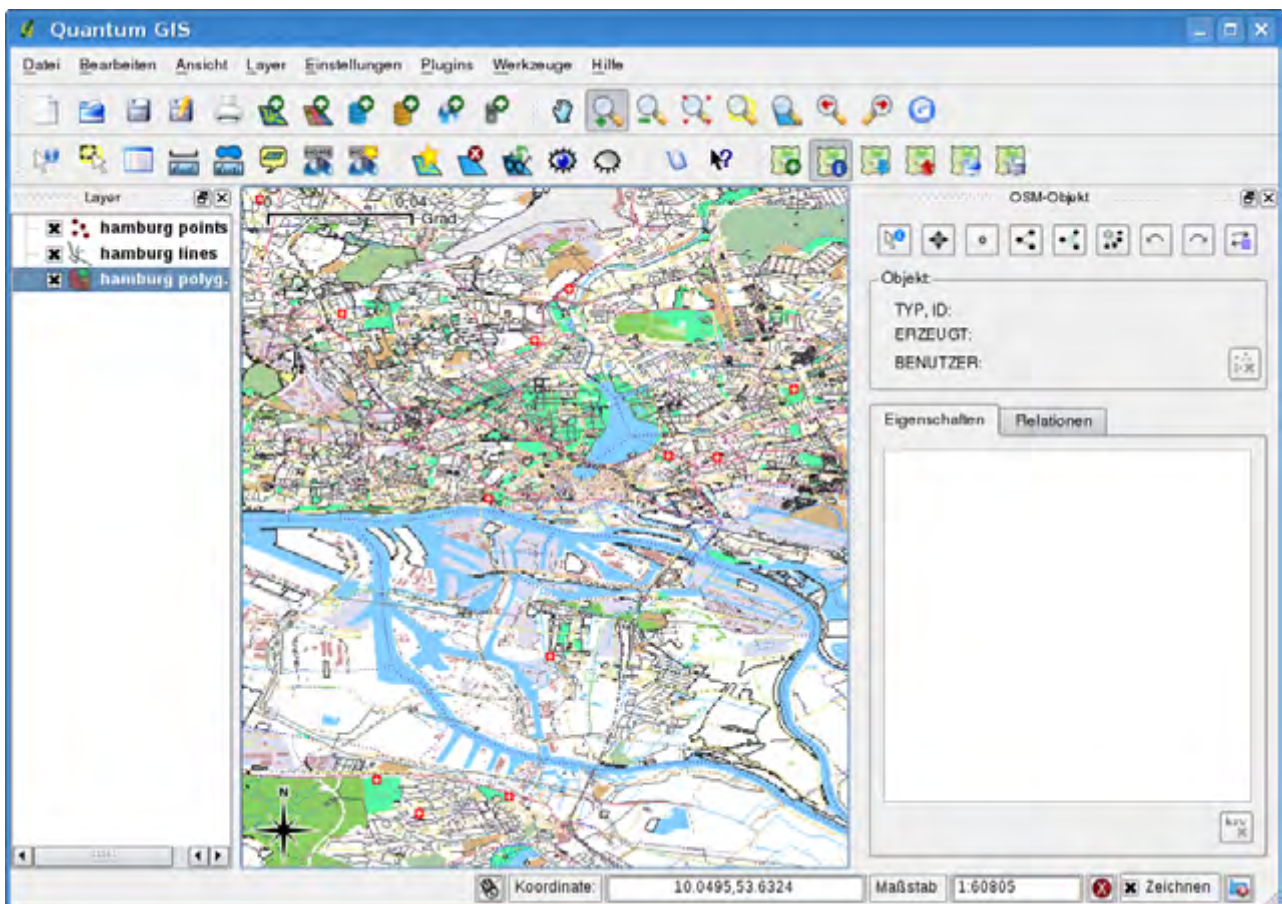 Quantum GIS
Datei Bearbeiten Ansicht Layer Einstellungen Plugins Werkzeuge Hilfe
Layer
hamburg points
hamburg lines
hamburg polyg.
0 0,04
Grad
N
OSM-Objekt
Objekt
TYP, ID:
ERZEUGT:
BENUTZER:
Eigenschaften Relationen
Koordinate: 10.0495,53.6324 Maßstab 1:60805 Zeichnen